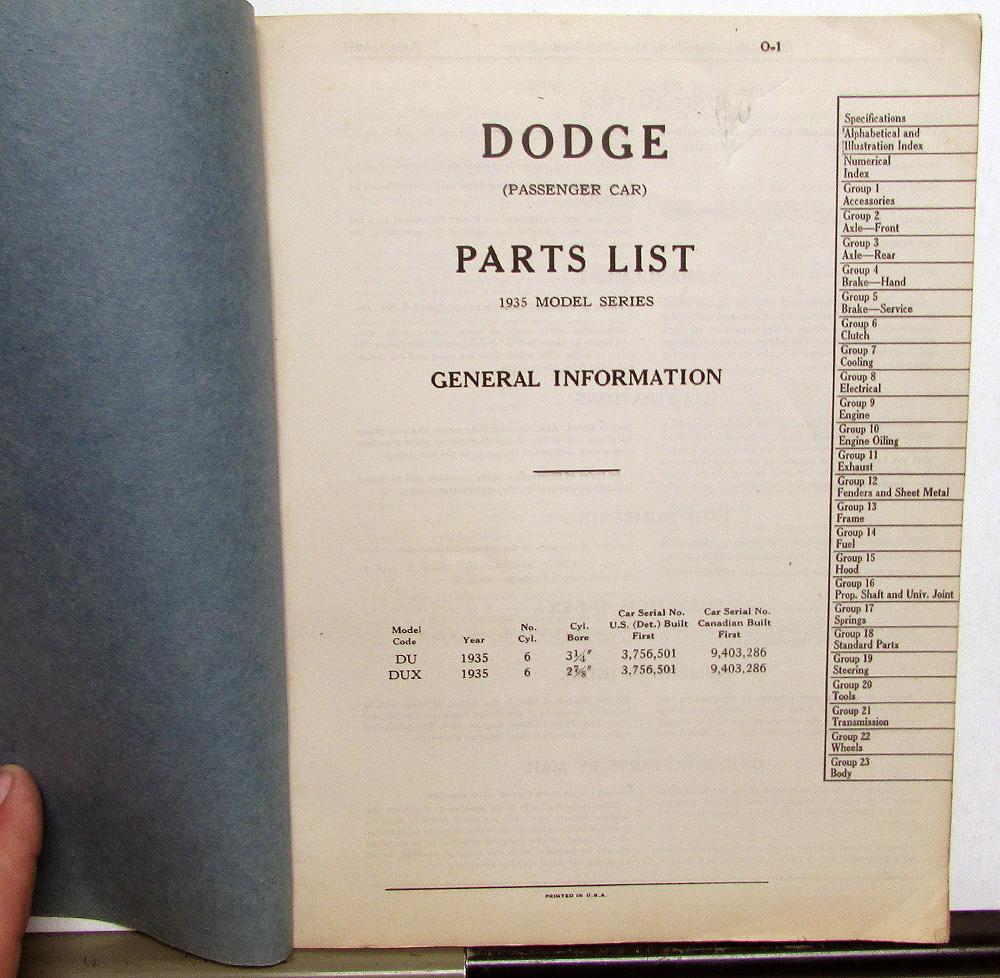 O-1
DODGE
(PASSENGER CAR)
PARTS LIST
1935 MODEL SERIES
GENERAL INFORMATION
Model Code Year No. Cyl. Cyl. Bore Car Serial No. U.S. (Det.) Built First Car Serial No. Canadian Built First
DU 1935 6 3¼" 3,756,501 9,403,286
DUX 1935 6 2⅞" 3,756,501 9,403,286
PRINTED IN U.S.A.
Specifications
Alphabetical and
Illustration Index
Numerical
Index
Group 1
Accessories
Group 2
Axle—Front
Group 3
Axle—Rear
Group 4
Brake—Hand
Group 5
Brake—Service
Group 6
Clutch
Group 7
Cooling
Group 8
Electrical
Group 9
Engine
Group 10
Engine Oiling
Group 11
Exhaust
Group 12
Fenders and Sheet Metal
Group 13
Frame
Group 14
Fuel
Group 15
Hood
Group 16
Prop. Shaft and Univ. Joint
Group 17
Springs
Group 18
Standard Parts
Group 19
Steering
Group 20
Tools
Group 21
Transmission
Group 22
Wheels
Group 23
Body